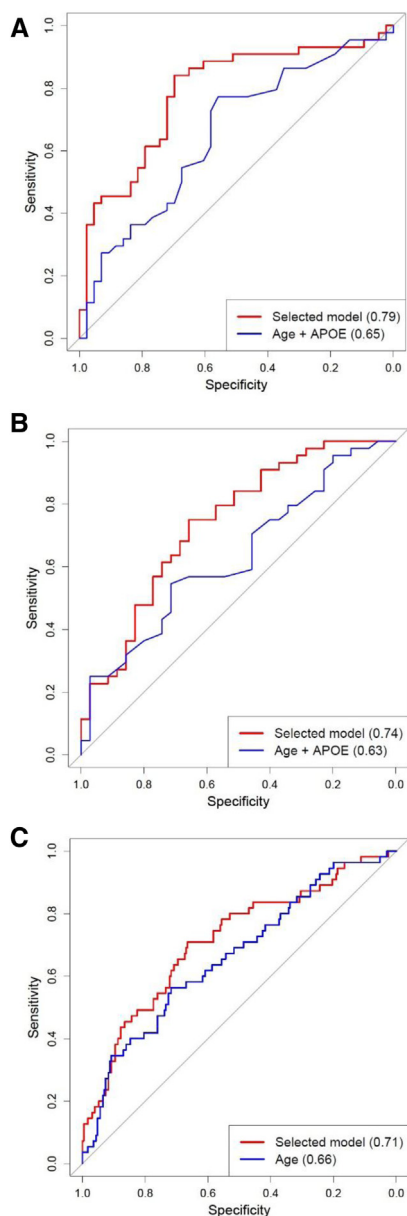 A
Sensitivity
1.0
0.8
0.6
0.4
0.2
0.0
Selected model (0.79)
Age + APOE (0.65)
1.0 0.8 0.6 0.4 0.2 0.0
Specificity
B
Sensitivity
1.0
0.8
0.6
0.4
0.2
0.0
Selected model (0.74)
Age + APOE (0.63)
1.0 0.8 0.6 0.4 0.2 0.0
Specificity
C
Sensitivity
1.0
0.8
0.6
0.4
0.2
0.0
Selected model (0.71)
Age (0.66)
1.0 0.8 0.6 0.4 0.2 0.0
Specificity